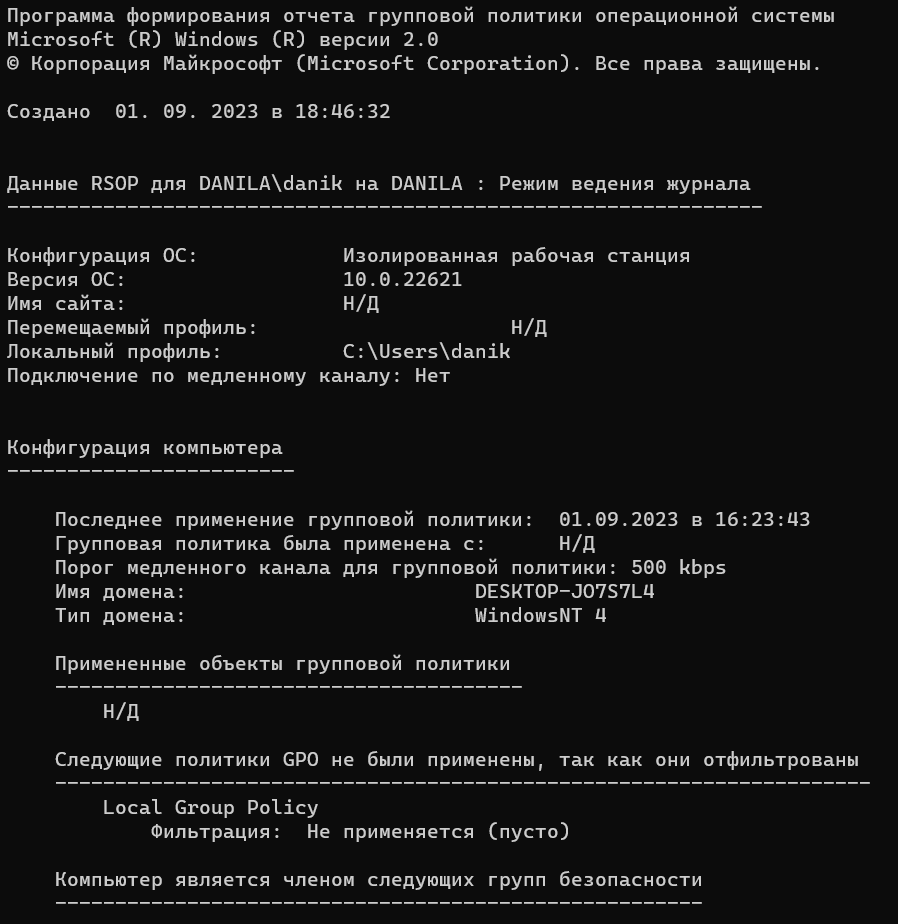 Программа формирования отчета групповой политики операционной системы
Microsoft (R) Windows (R) версии 2.0
© Корпорация Майкрософт (Microsoft Corporation). Все права защищены.
Создано  01. 09. 2023 в 18:46:32
Данные RSOP для DANILA\danik на DANILA : Режим ведения журнала
---------------------------------------------------------------
Конфигурация ОС:            Изолированная рабочая станция
Версия ОС:                  10.0.22621
Имя сайта:                  Н/Д
Перемещаемый профиль:                     Н/Д
Локальный профиль:          C:\Users\danik
Подключение по медленному каналу: Нет
Конфигурация компьютера
------------------------
    Последнее применение групповой политики:  01.09.2023 в 16:23:43
    Групповая политика была применена с:      Н/Д
    Порог медленного канала для групповой политики: 500 kbps
    Имя домена:                        DESKTOP-JO7S7L4
    Тип домена:                        WindowsNT 4
    Примененные объекты групповой политики
    ---------------------------------------
        Н/Д
    Следующие политики GPO не были применены, так как они отфильтрованы
    --------------------------------------------------------------------
        Local Group Policy
            Фильтрация:  Не применяется (пусто)
    Компьютер является членом следующих групп безопасности
    ------------------------------------------------------